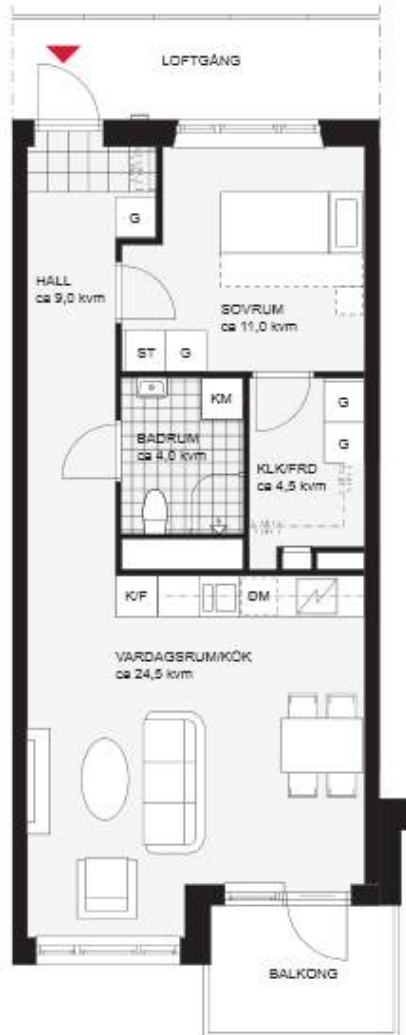 LOFTGÅNG
G
HALL
ca 9,0 kvm
SOVRUM
ca 11,0 kvm
ST G
KM
G
BADRUM
ca 4,0 kvm
G
KLK/FRD
ca 4,5 kvm
K/F
DM
VARDAGSRUM/KÖK
ca 24,5 kvm
BALKONG